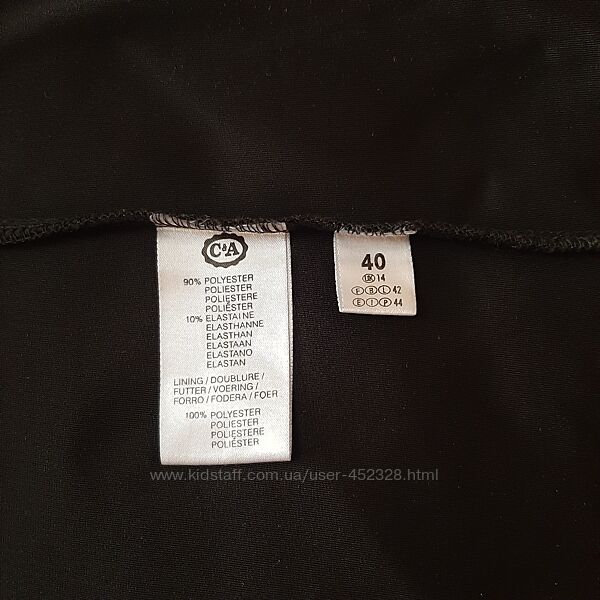 C&A
90% POLYESTER
POLIESTER
POLIESTERE
POLIÉSTER
10% ELASTAINE
ELASTHANNE
ELASTHAN
ELASTAAN
ELASTANO
ELASTAN
LINING / DOUBLURE /
FUTTER / VOERING /
FORRO / FODERA / FOER
100% POLYESTER
POLIESTER
POLIESTERE
POLIÉSTER
40
UK 14
F B L 42
E I P 44
www.kidstaff.com.ua/user-452328.html